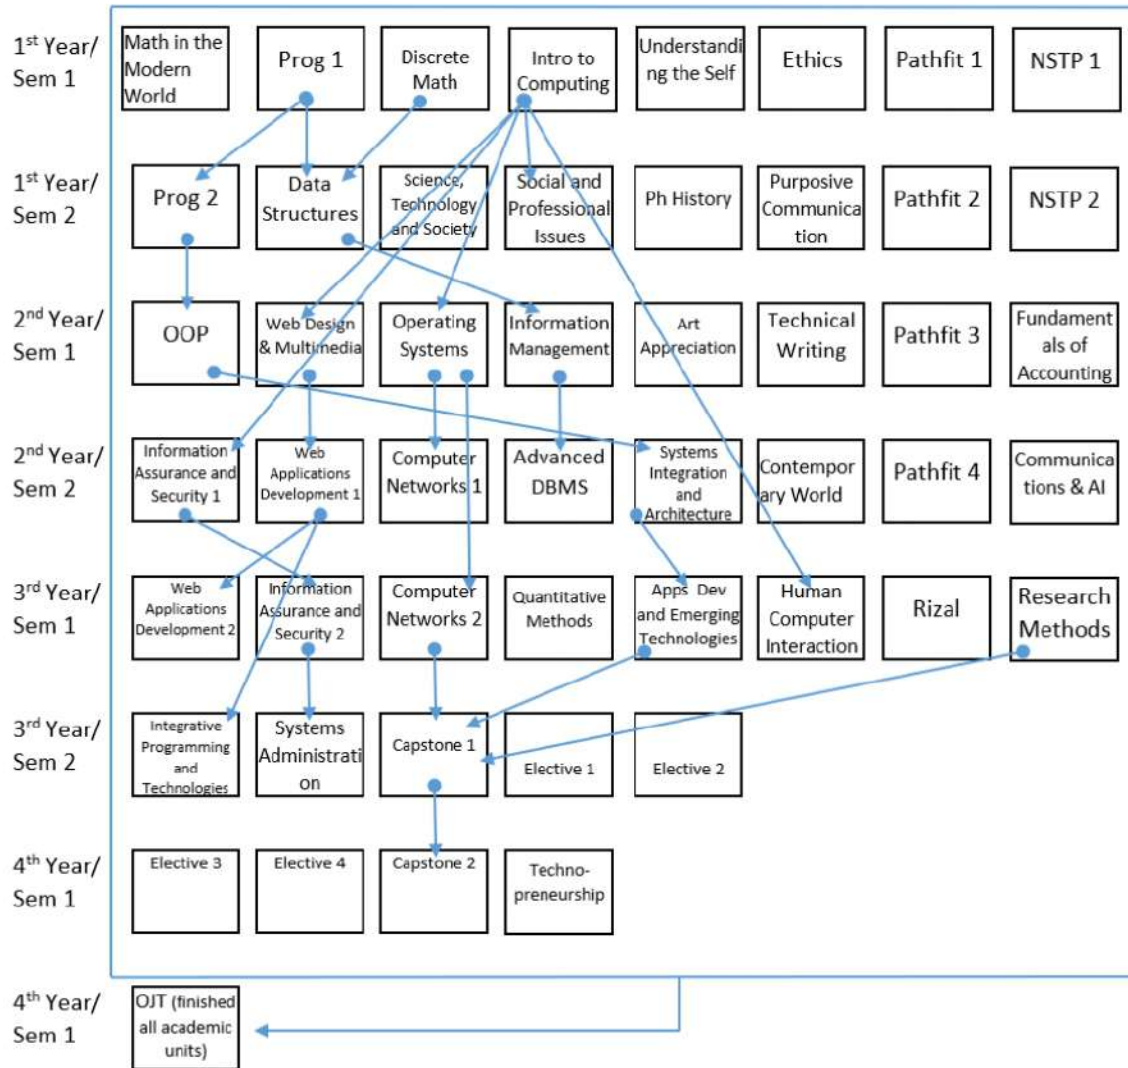 1st Year/
Sem 1
Math in the
Modern
World
Prog 1
Discrete
Math
Intro to
Computing
Understandi
ng the Self
Ethics
Pathfit 1
NSTP 1
1st Year/
Sem 2
Prog 2
Data
Structures
Science,
Technology
and Society
Social and
Professional
Issues
Ph History
Purposive
Communica
tion
Pathfit 2
NSTP 2
2nd Year/
Sem 1
OOP
Web Design
& Multimedia
Operating
Systems
Information
Management
Art
Appreciation
Technical
Writing
Pathfit 3
Fundament
als of
Accounting
2nd Year/
Sem 2
Information
Assurance and
Security 1
Web
Applications
Development 1
Computer
Networks 1
Advanced
DBMS
Systems
Integration
and
Architecture
Contempor
ary World
Pathfit 4
Communica
tions & AI
3rd Year/
Sem 1
Web
Applications
Development 2
Information
Assurance and
Security 2
Computer
Networks 2
Quantitative
Methods
Apps Dev
and Emerging
Technologies
Human
Computer
Interaction
Rizal
Research
Methods
3rd Year/
Sem 2
Integrative
Programming
and
Technologies
Systems
Administrati
on
Capstone 1
Elective 1
Elective 2
4th Year/
Sem 1
Elective 3
Elective 4
Capstone 2
Techno-
preneurship
4th Year/
Sem 1
OJT (finished
all academic
units)